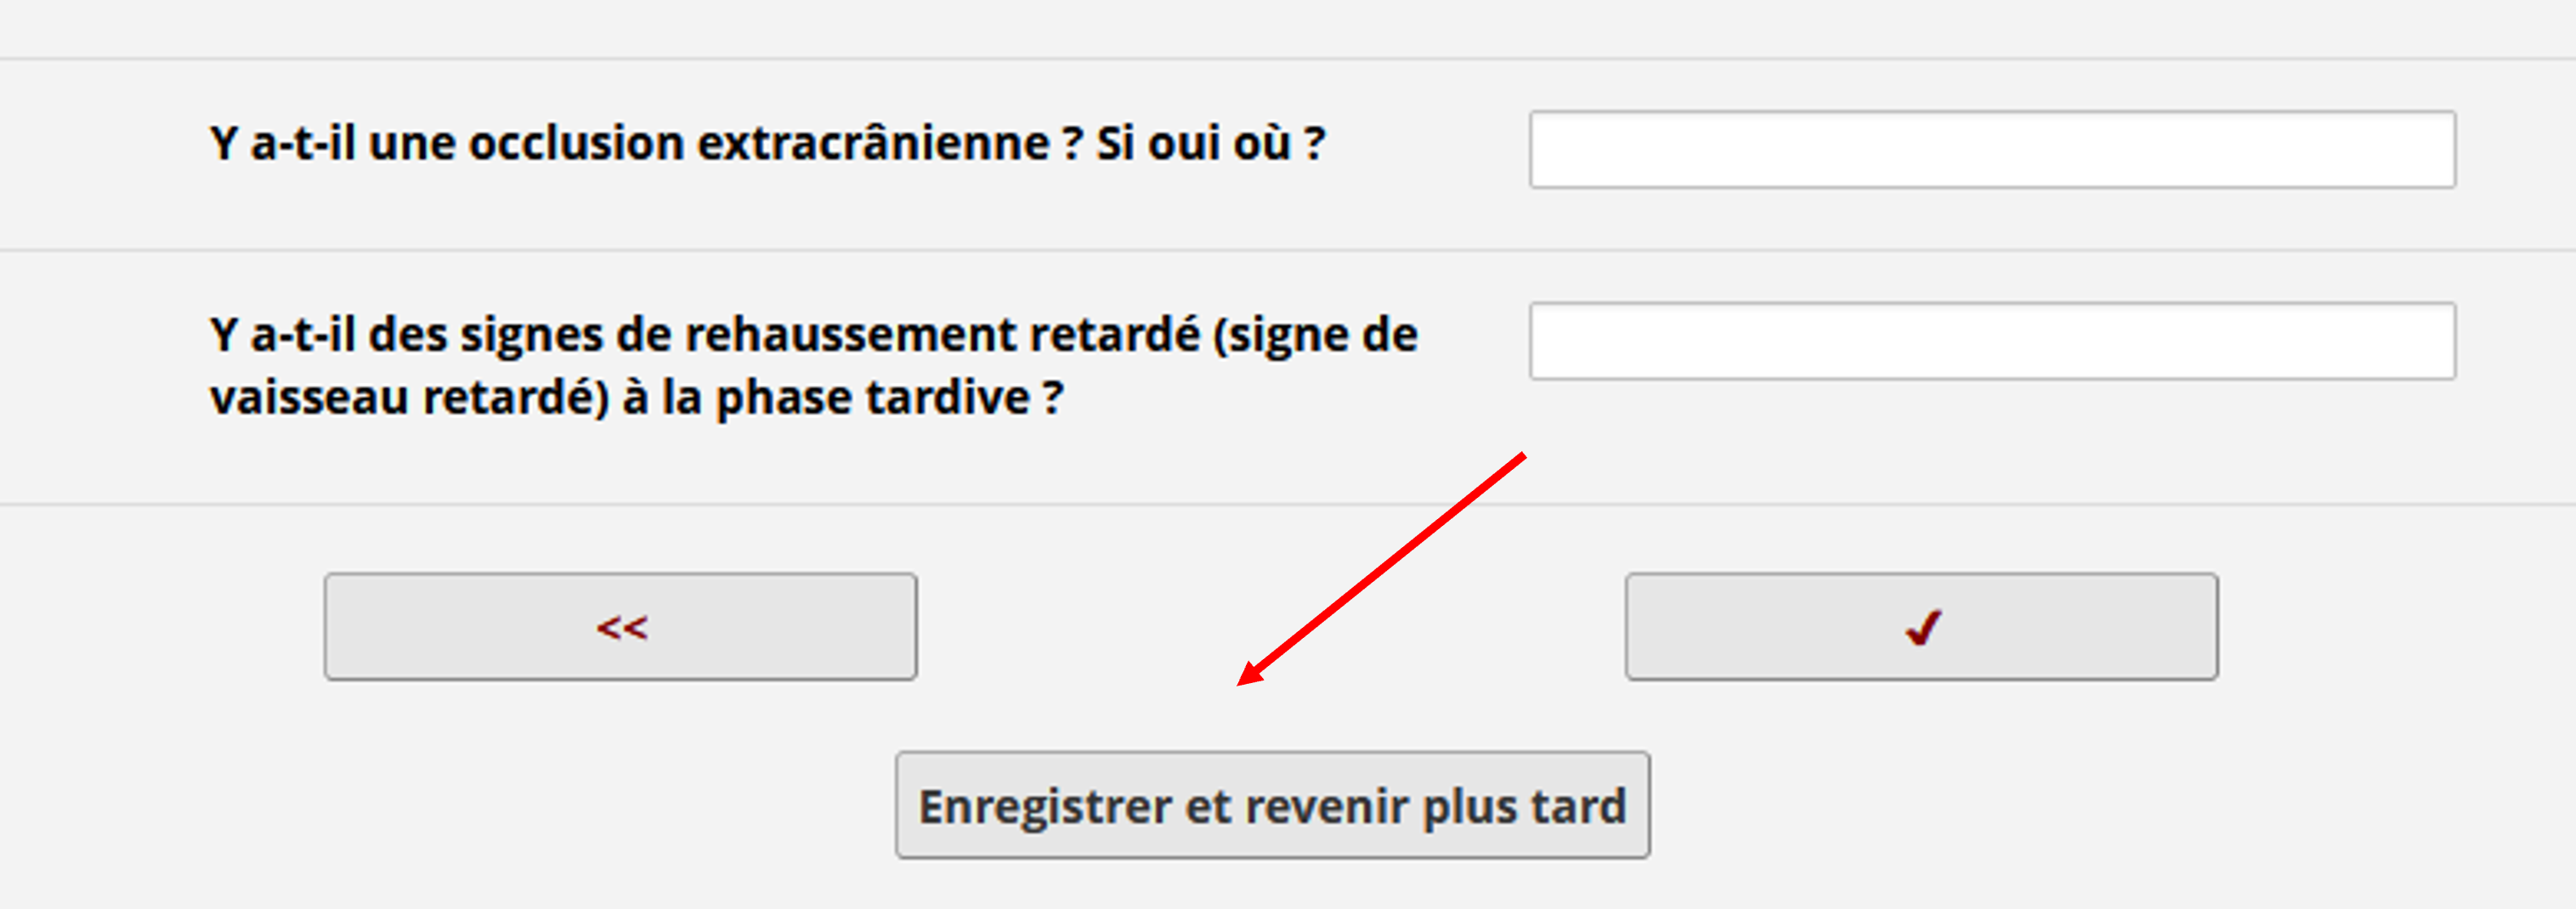 Y a-t-il une occlusion extracrânienne ? Si oui où ?
Y a-t-il des signes de rehaussement retardé (signe de
vaisseau retardé) à la phase tardive ?
<<
✔
Enregistrer et revenir plus tard